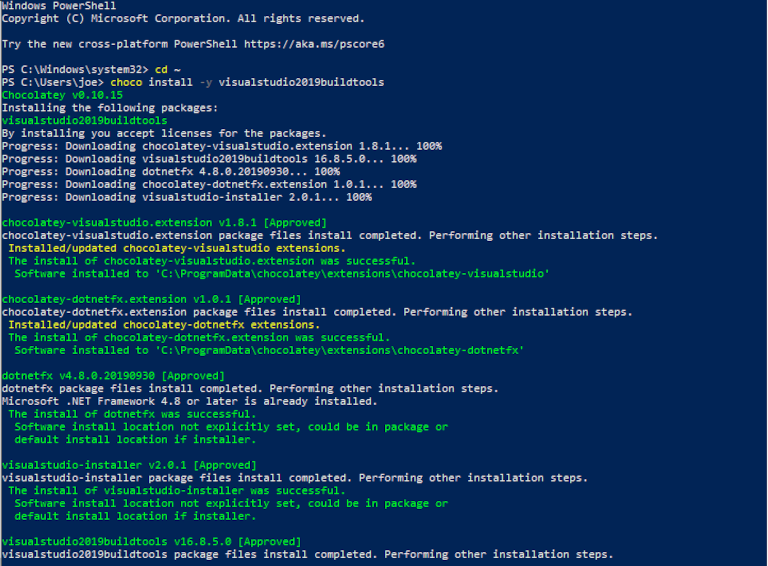 Windows PowerShell
Copyright (C) Microsoft Corporation. All rights reserved.
Try the new cross-platform PowerShell https://aka.ms/pscore6
PS C:\Windows\system32> cd ~
PS C:\Users\joe> choco install -y visualstudio2019buildtools
Chocolatey v0.10.15
Installing the following packages:
visualstudio2019buildtools
By installing you accept licenses for the packages.
Progress: Downloading chocolatey-visualstudio.extension 1.8.1... 100%
Progress: Downloading visualstudio2019buildtools 16.8.5.0... 100%
Progress: Downloading dotnetfx 4.8.0.20190930... 100%
Progress: Downloading chocolatey-dotnetfx.extension 1.0.1... 100%
Progress: Downloading visualstudio-installer 2.0.1... 100%
chocolatey-visualstudio.extension v1.8.1 [Approved]
chocolatey-visualstudio.extension package files install completed. Performing other installation steps.
 Installed/updated chocolatey-visualstudio extensions.
 The install of chocolatey-visualstudio.extension was successful.
  Software installed to 'C:\ProgramData\chocolatey\extensions\chocolatey-visualstudio'
chocolatey-dotnetfx.extension v1.0.1 [Approved]
chocolatey-dotnetfx.extension package files install completed. Performing other installation steps.
 Installed/updated chocolatey-dotnetfx extensions.
 The install of chocolatey-dotnetfx.extension was successful.
  Software installed to 'C:\ProgramData\chocolatey\extensions\chocolatey-dotnetfx'
dotnetfx v4.8.0.20190930 [Approved]
dotnetfx package files install completed. Performing other installation steps.
Microsoft .NET Framework 4.8 or later is already installed.
 The install of dotnetfx was successful.
  Software install location not explicitly set, could be in package or
  default install location if installer.
visualstudio-installer v2.0.1 [Approved]
visualstudio-installer package files install completed. Performing other installation steps.
 The install of visualstudio-installer was successful.
  Software install location not explicitly set, could be in package or
  default install location if installer.
visualstudio2019buildtools v16.8.5.0 [Approved]
visualstudio2019buildtools package files install completed. Performing other installation steps.